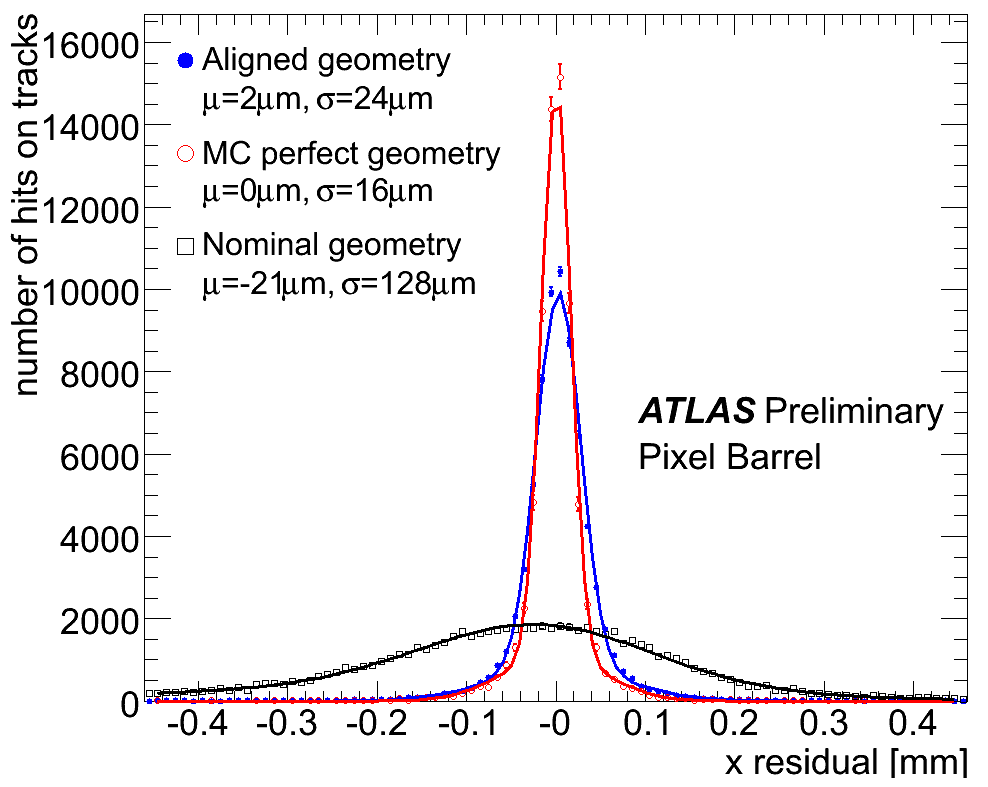 number of hits on tracks
16000
14000
12000
10000
8000
6000
4000
2000
0
Aligned geometry
μ=2μm, σ=24μm
MC perfect geometry
μ=0μm, σ=16μm
Nominal geometry
μ=-21μm, σ=128μm
ATLAS Preliminary
Pixel Barrel
-0.4 -0.3 -0.2 -0.1 -0 0.1 0.2 0.3 0.4
x residual [mm]